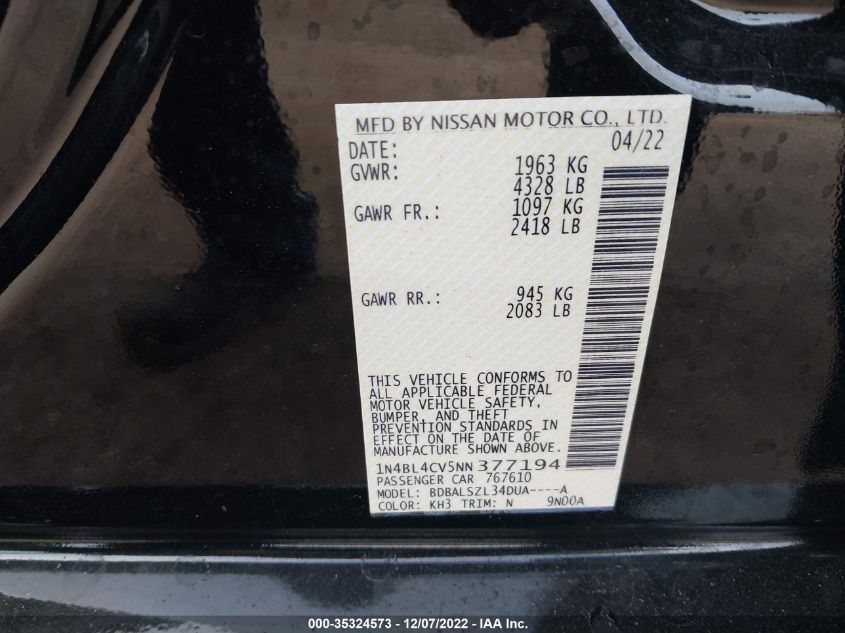 MFD BY NISSAN MOTOR CO., LTD.
DATE: 04/22
GVWR: 1963 KG
4328 LB
GAWR FR.: 1097 KG
2418 LB
GAWR RR.: 945 KG
2083 LB
THIS VEHICLE CONFORMS TO
ALL APPLICABLE FEDERAL
MOTOR VEHICLE SAFETY,
BUMPER, AND THEFT
PREVENTION STANDARDS IN
EFFECT ON THE DATE OF
MANUFACTURE SHOWN ABOVE.
1N4BL4CV5NN377194
PASSENGER CAR 767610
MODEL: BDBALSZL34DUA----A
COLOR: KH3 TRIM: N 9N00A
000-35324573 - 12/07/2022 - IAA Inc.